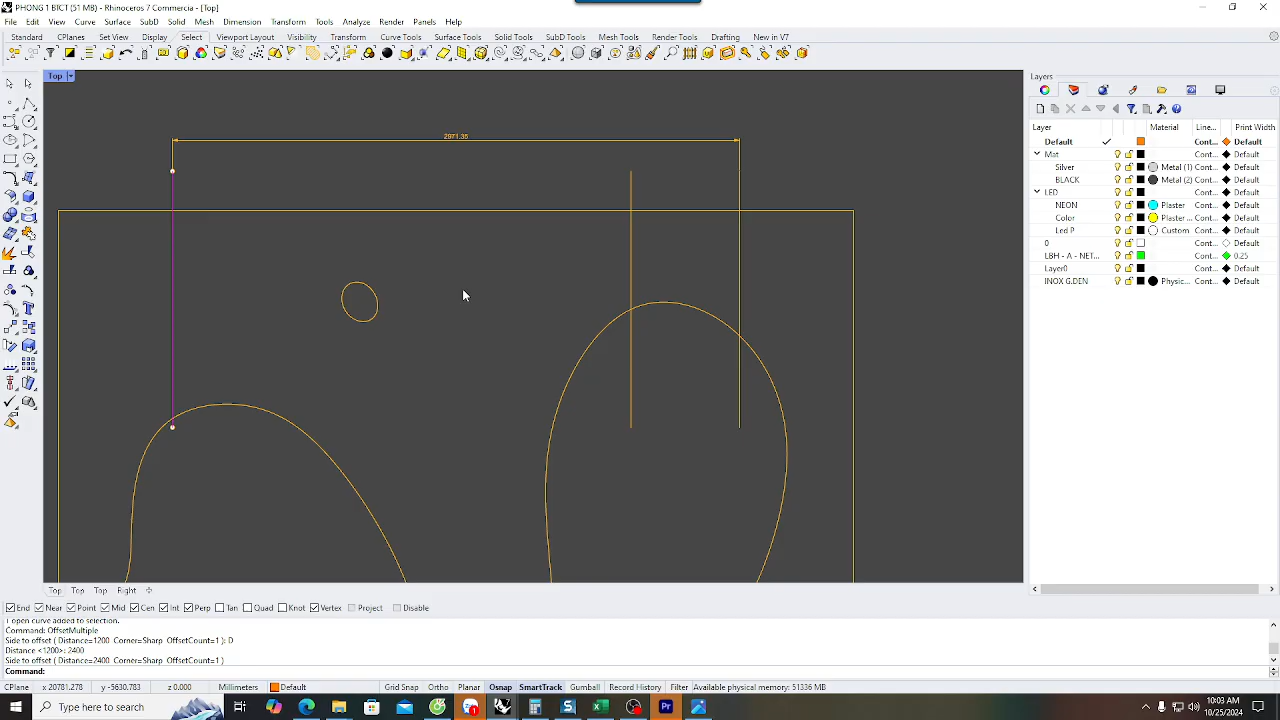 PHONG 1 BTCT (51 MB) - Rhinoceros 7 Commercial - [Top]
File Edit View Curve Surface SubD Solid Mesh Dimension Transform Tools Analyze Render Panels Help
Standard CPlanes Set View Display Select Viewport Layout Visibility Transform Curve Tools Surface Tools Solid Tools SubD Tools Mesh Tools Render Tools Drafting New in V7
Top
2971.35
Layers
Layer Material Line... Print Width
Default Cont... Default
Mat Cont... Default
Silver Metal (1) Cont... Default
BLACK Metal (2) Cont... Default
LED Cont... Default
NEON Plaster Cont... Default
Color Plaster ... Cont... Default
Led P Custom Cont... Default
0 Cont... Default
LBH - A - NET... Cont... 0.25
Layer0 Cont... Default
INOX G.DEN Physic... Cont... Default
Top Top Top Right
End Near Point Mid Cen Int Perp Tan Quad Knot Vertex Project Disable
1 open curve added to selection.
Command: OffsetMultiple
Side to offset ( Distance=1200 Corner=Sharp OffsetCount=1 ): D
Distance <1200>: 2400
Side to offset ( Distance=2400 Corner=Sharp OffsetCount=1 )
Command:
CPlane x 20781.278 y -5630.783 z 0.000 Millimeters Default Grid Snap Ortho Planar Osnap SmartTrack Gumball Record History Filter Available physical memory: 51336 MB
Type here to search
10:03 AM
10/25/2024